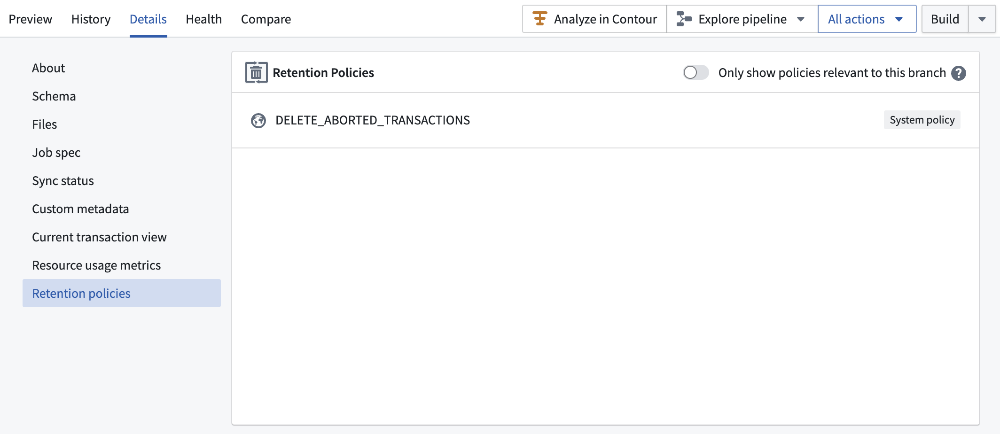 Preview History Details Health Compare Analyze in Contour Explore pipeline All actions Build
About
Schema
Files
Job spec
Sync status
Custom metadata
Current transaction view
Resource usage metrics
Retention policies
Retention Policies Only show policies relevant to this branch ?
DELETE_ABORTED_TRANSACTIONS System policy